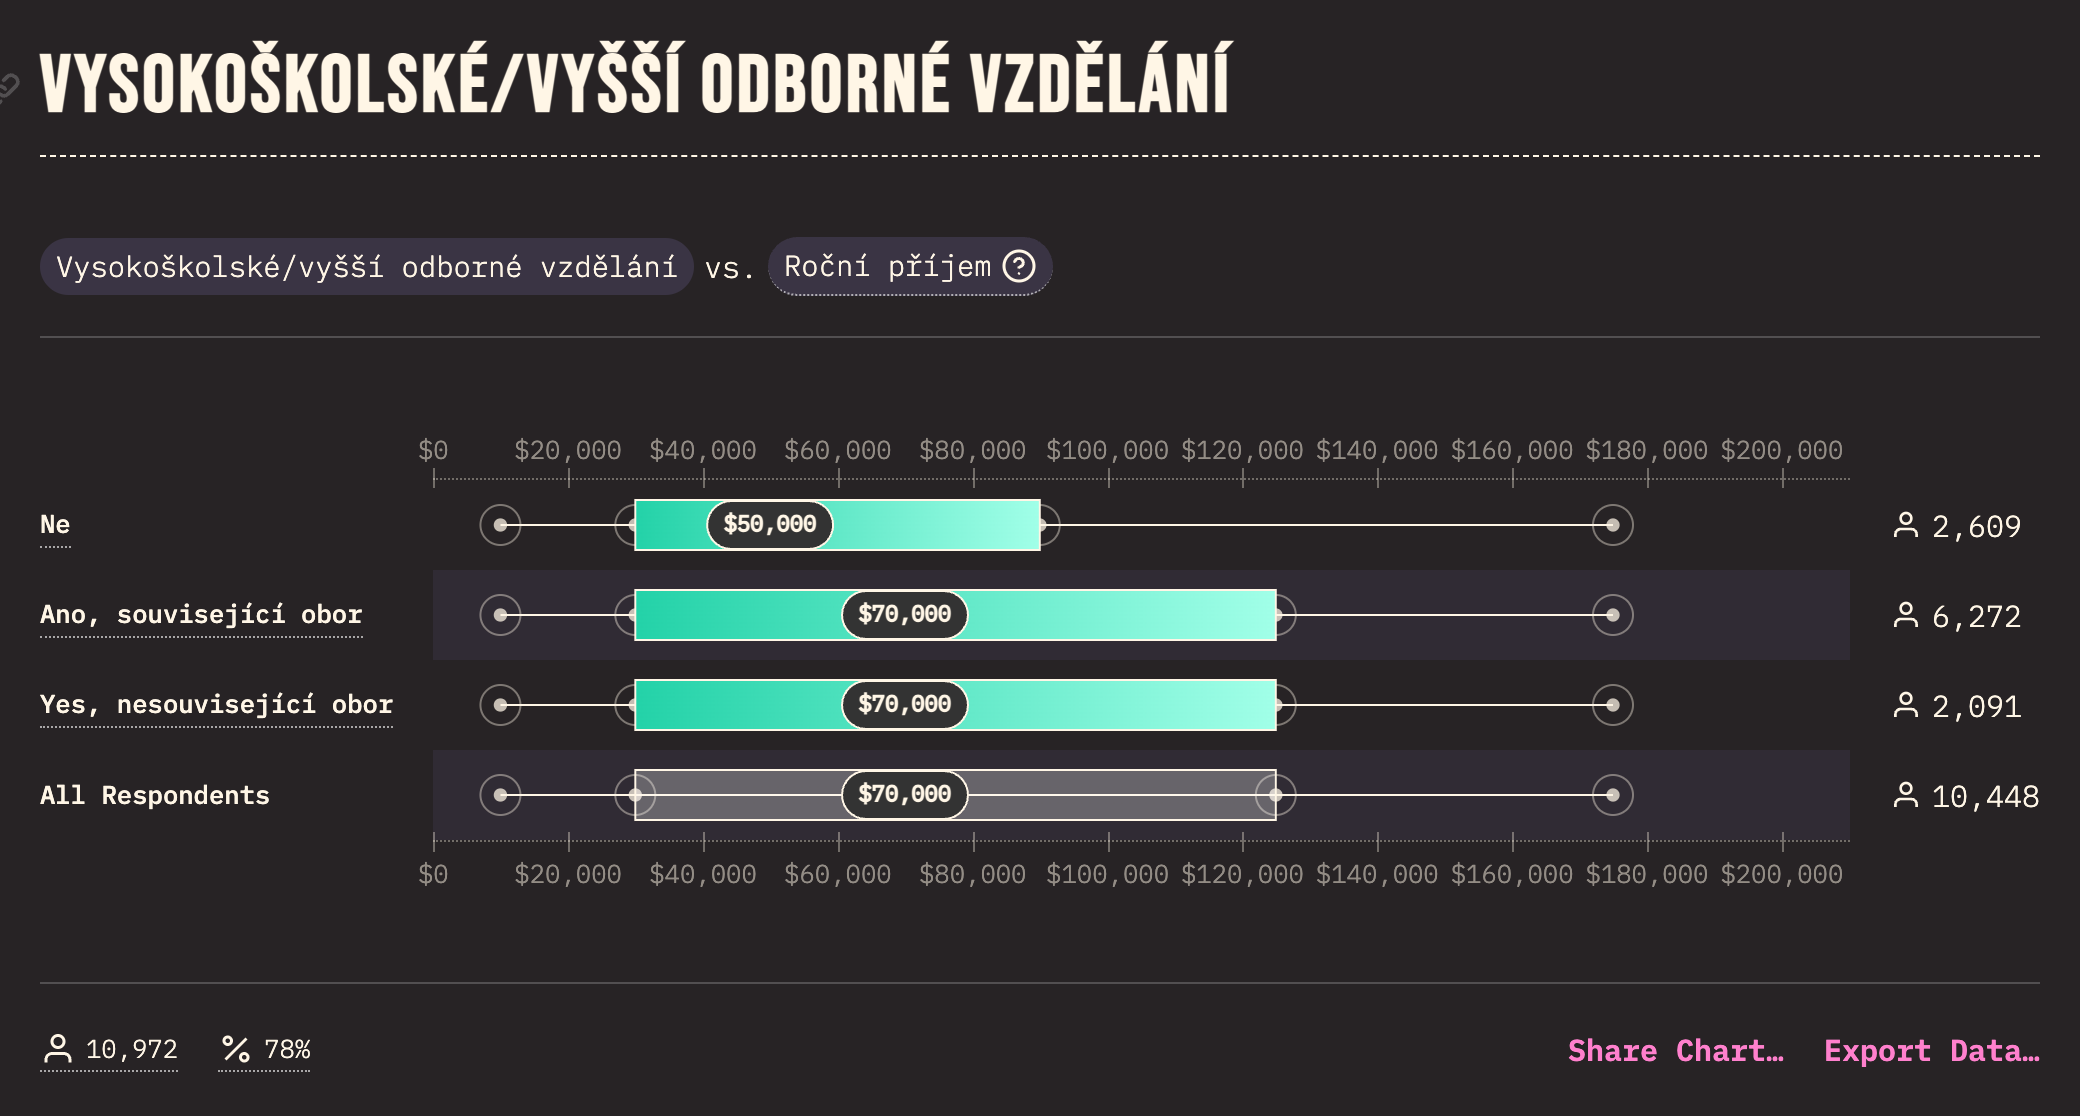 VYSOKOŠKOLSKÉ/VYŠŠÍ ODBORNÉ VZDĚLÁNÍ
Vysokoškolské/vyšší odborné vzdělání vs. Roční příjem ?
$0 $20,000 $40,000 $60,000 $80,000 $100,000 $120,000 $140,000 $160,000 $180,000 $200,000
Ne $50,000 2,609
Ano, související obor $70,000 6,272
Yes, nesouvisející obor $70,000 2,091
All Respondents $70,000 10,448
$0 $20,000 $40,000 $60,000 $80,000 $100,000 $120,000 $140,000 $160,000 $180,000 $200,000
10,972 78% Share Chart… Export Data…